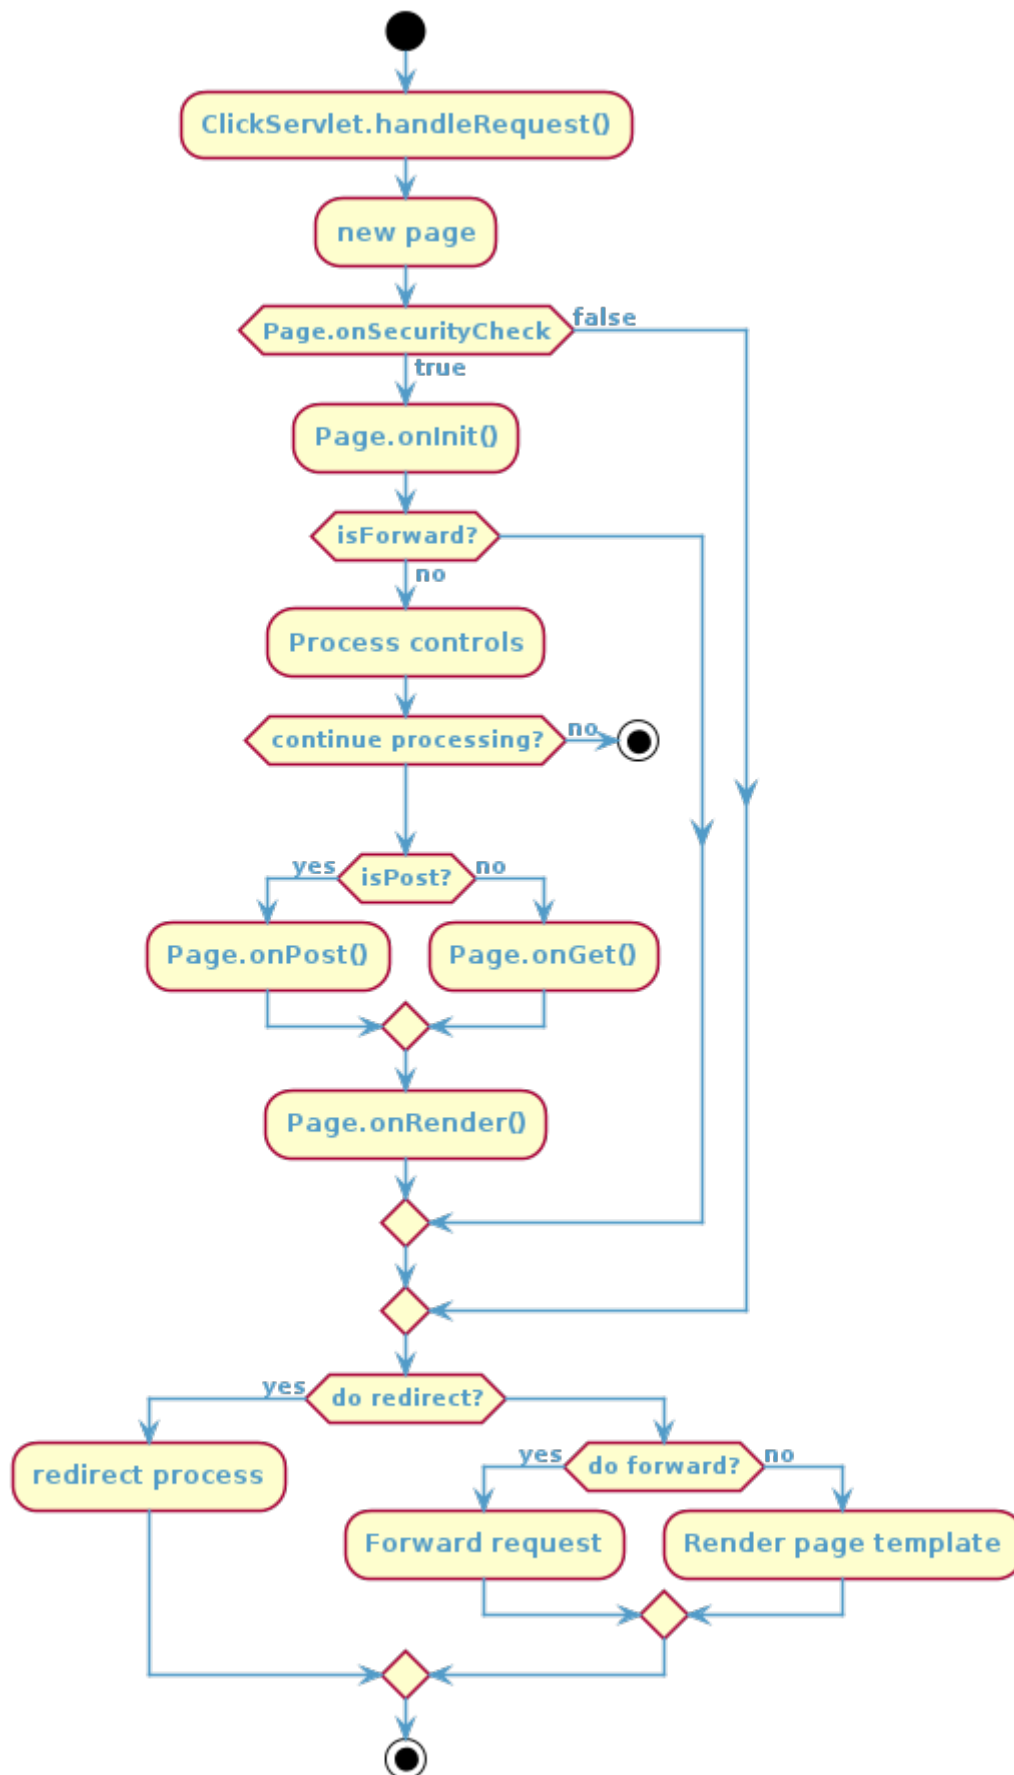 ClickServlet.handleRequest()
new page
Page.onSecurityCheck
false
true
Page.onInit()
isForward?
no
Process controls
continue processing?
no
yes
isPost?
no
Page.onPost()
Page.onGet()
Page.onRender()
yes
do redirect?
redirect process
yes
do forward?
no
Forward request
Render page template